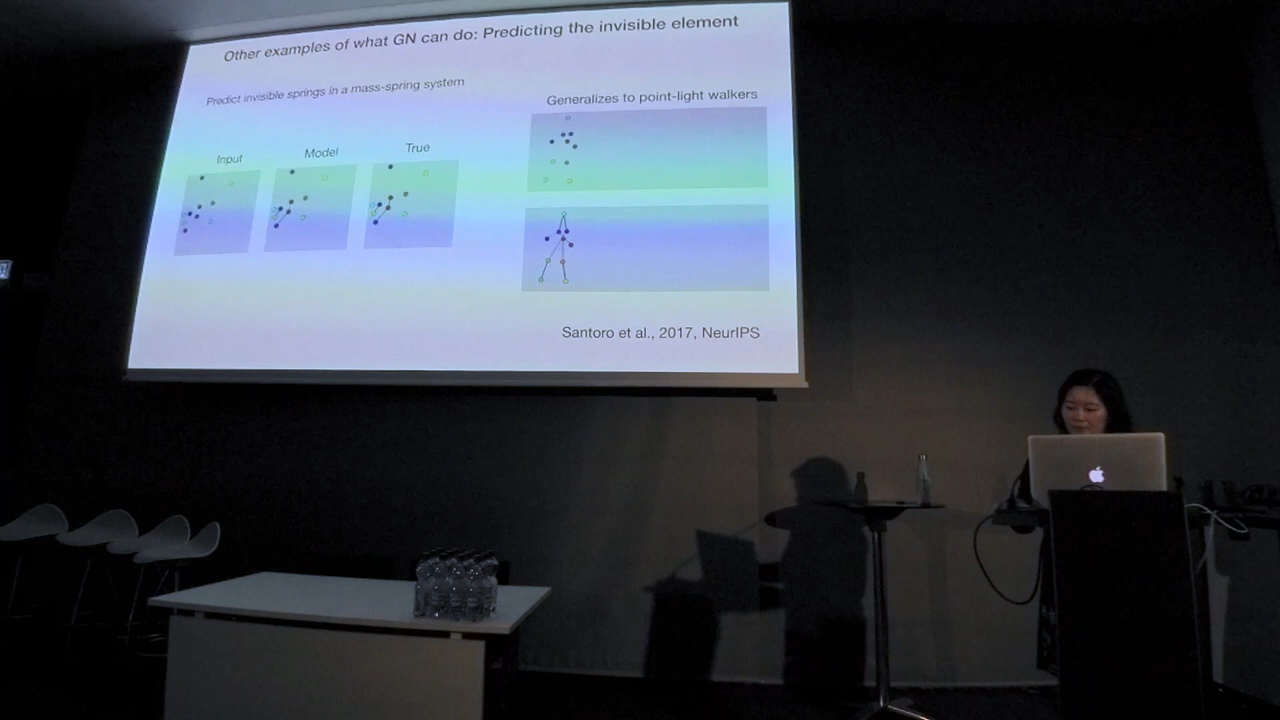 Other examples of what GN can do: Predicting the invisible element
Predict invisible springs in a mass-spring system
Generalizes to point-light walkers
Input
Model
True
Santoro et al., 2017, NeurIPS